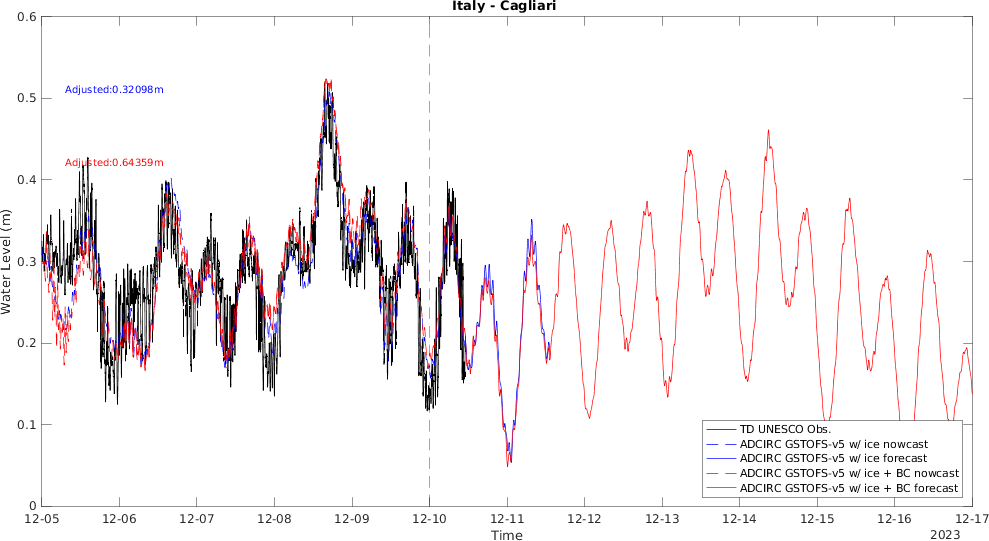 Italy - Cagliari
Water Level (m)
0.6
0.5
0.4
0.3
0.2
0.1
0
Adjusted:0.32098m
Adjusted:0.64359m
TD UNESCO Obs.
ADCIRC GSTOFS-v5 w/ ice nowcast
ADCIRC GSTOFS-v5 w/ ice forecast
ADCIRC GSTOFS-v5 w/ ice + BC nowcast
ADCIRC GSTOFS-v5 w/ ice + BC forecast
12-05 12-06 12-07 12-08 12-09 12-10 12-11 12-12 12-13 12-14 12-15 12-16 12-17
Time
2023